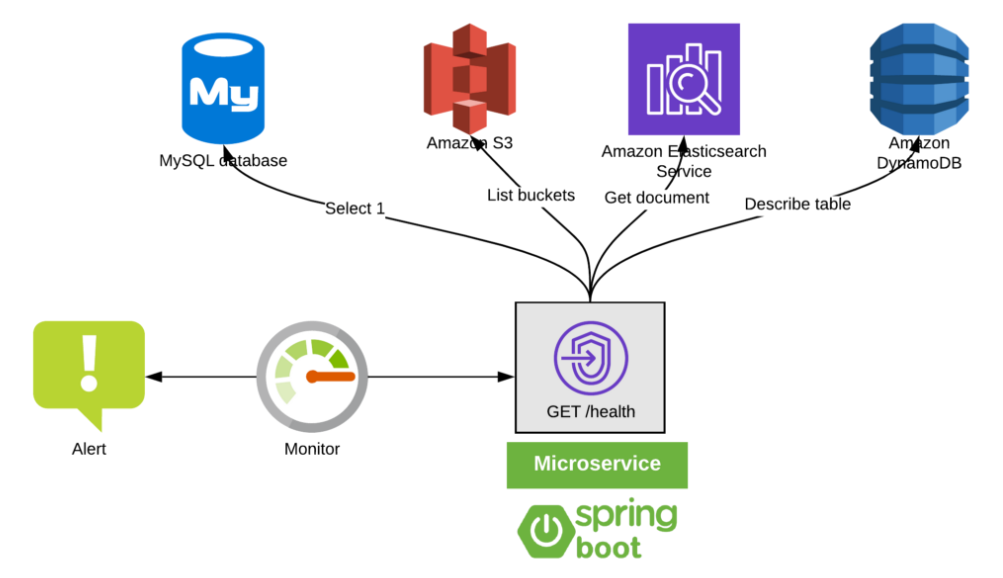 My
MySQL database
Amazon S3
Amazon Elasticsearch
Service
Amazon
DynamoDB
Select 1
List buckets
Get document
Describe table
GET /health
Alert
Monitor
Microservice
spring
boot